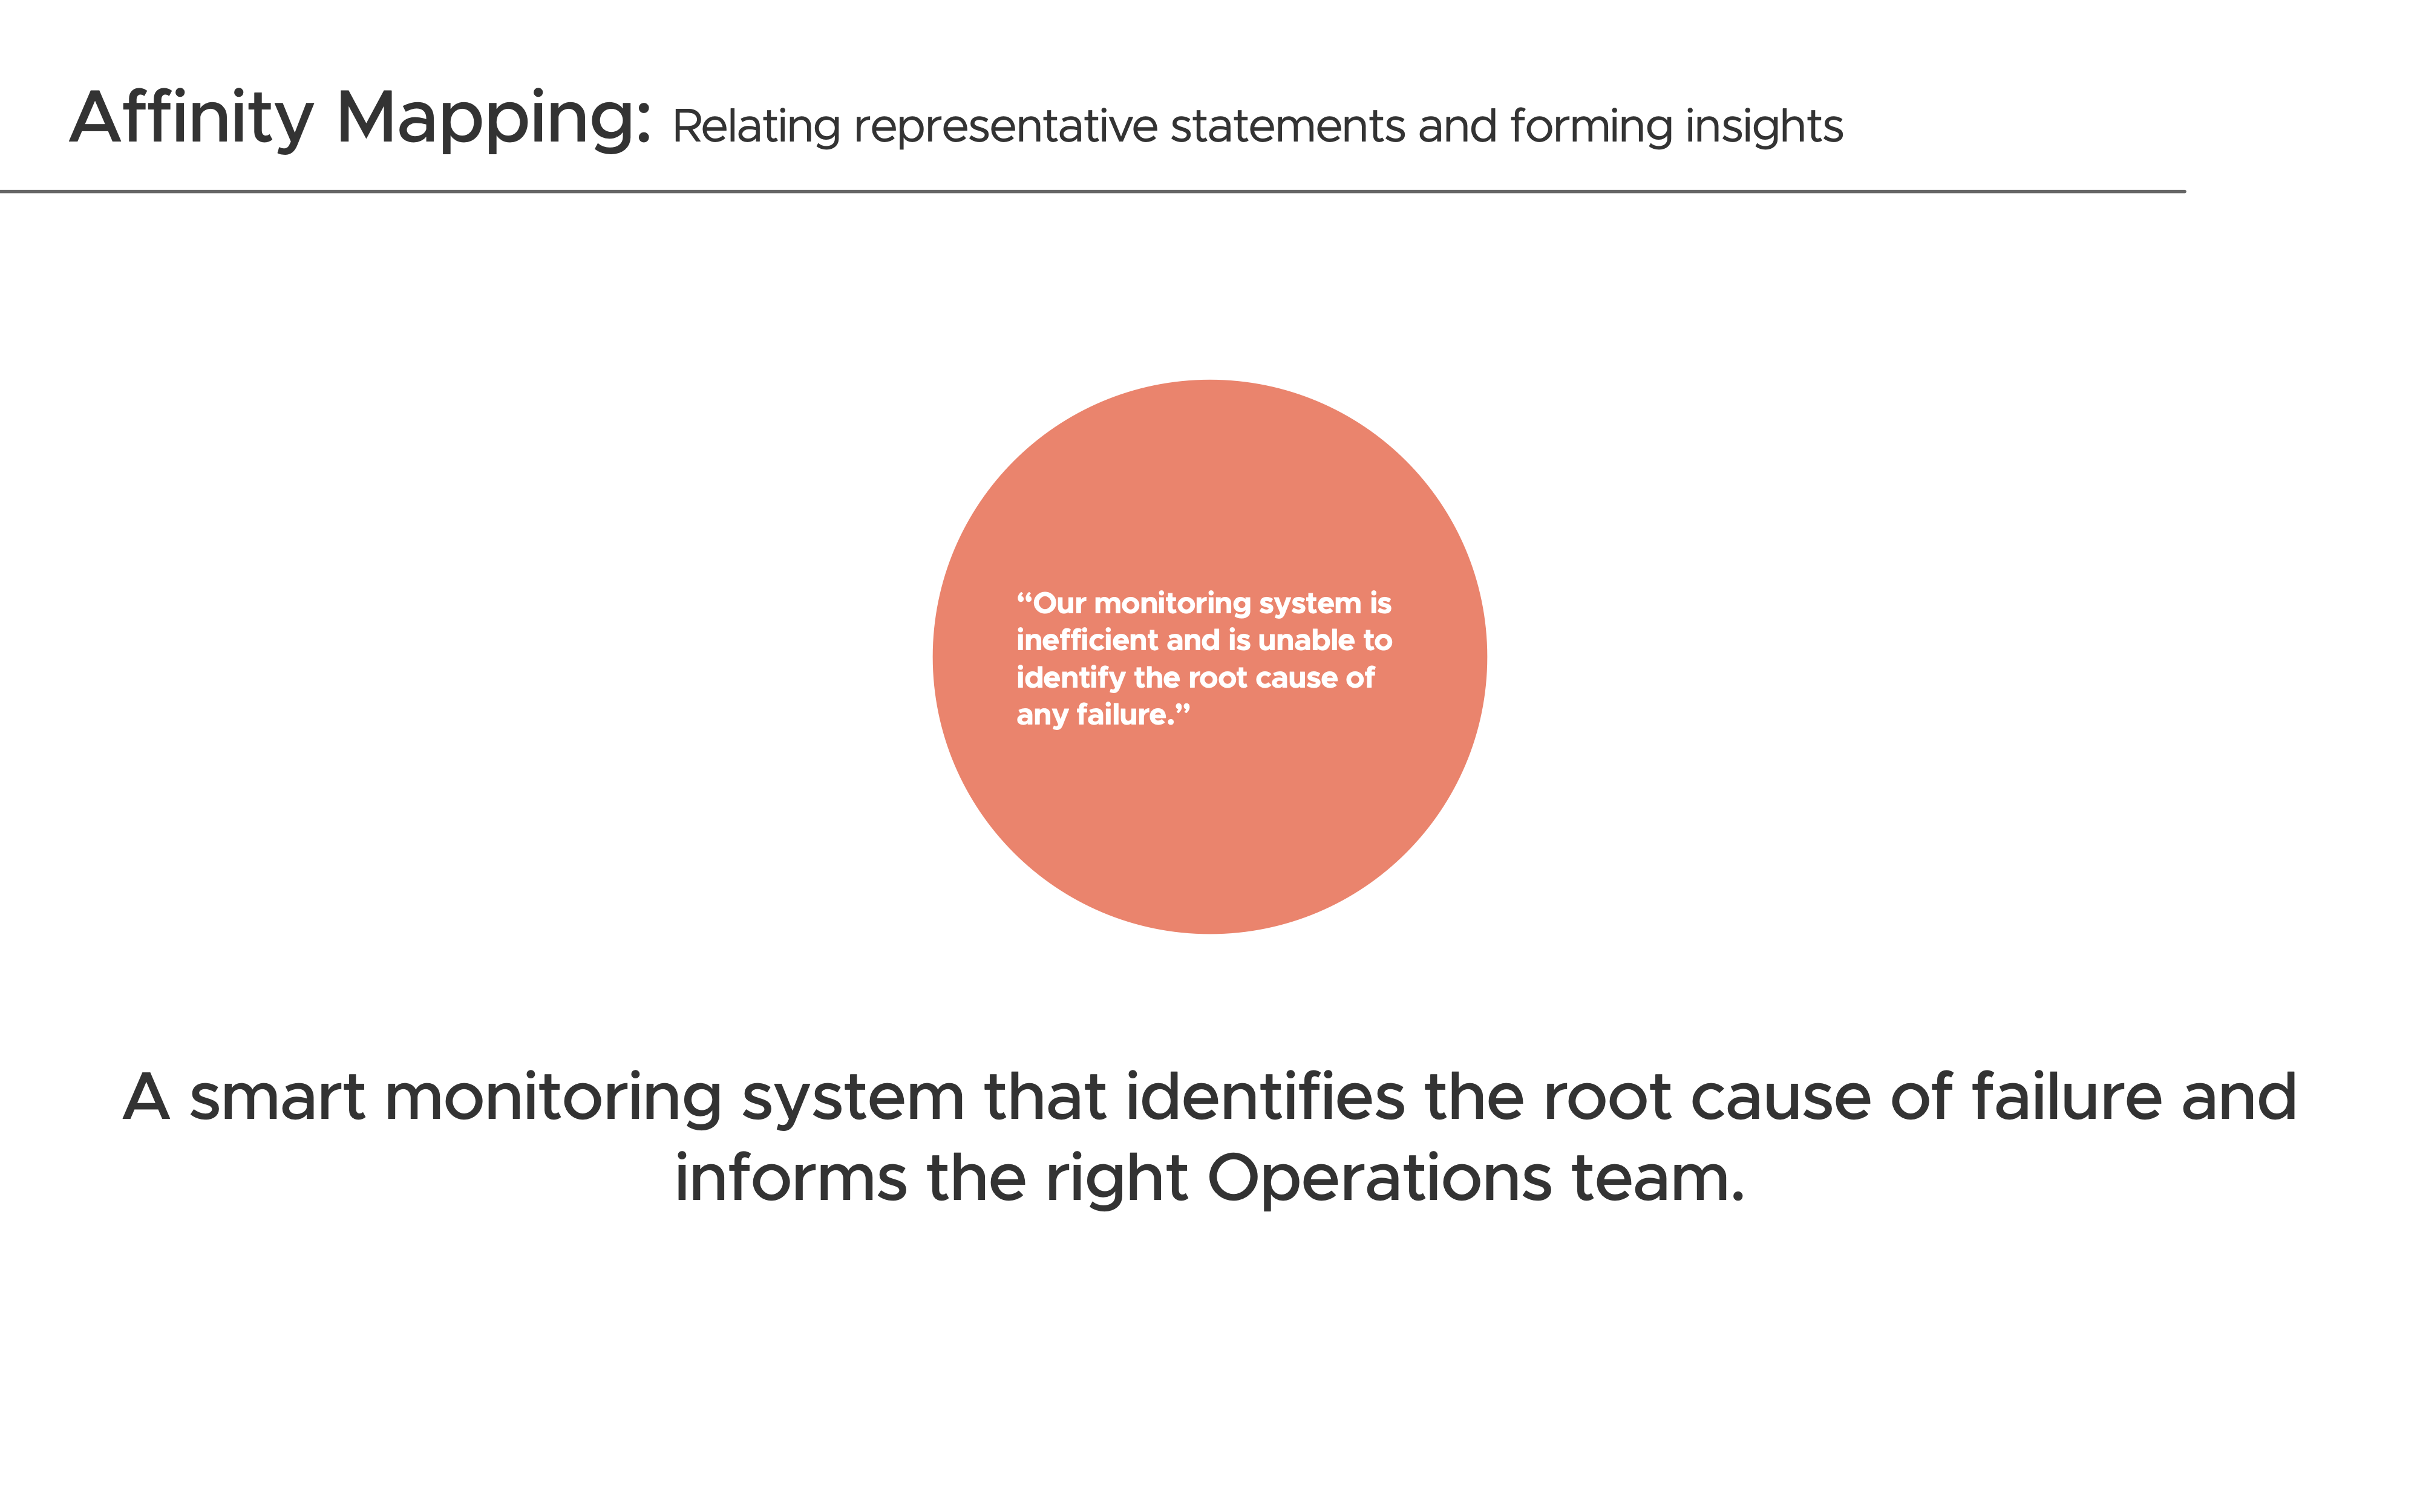 Affinity Mapping: Relating representative statements and forming insights
“Our monitoring system is
inefficient and is unable to
identify the root cause of
any failure.”
A smart monitoring system that identifies the root cause of failure and
informs the right Operations team.